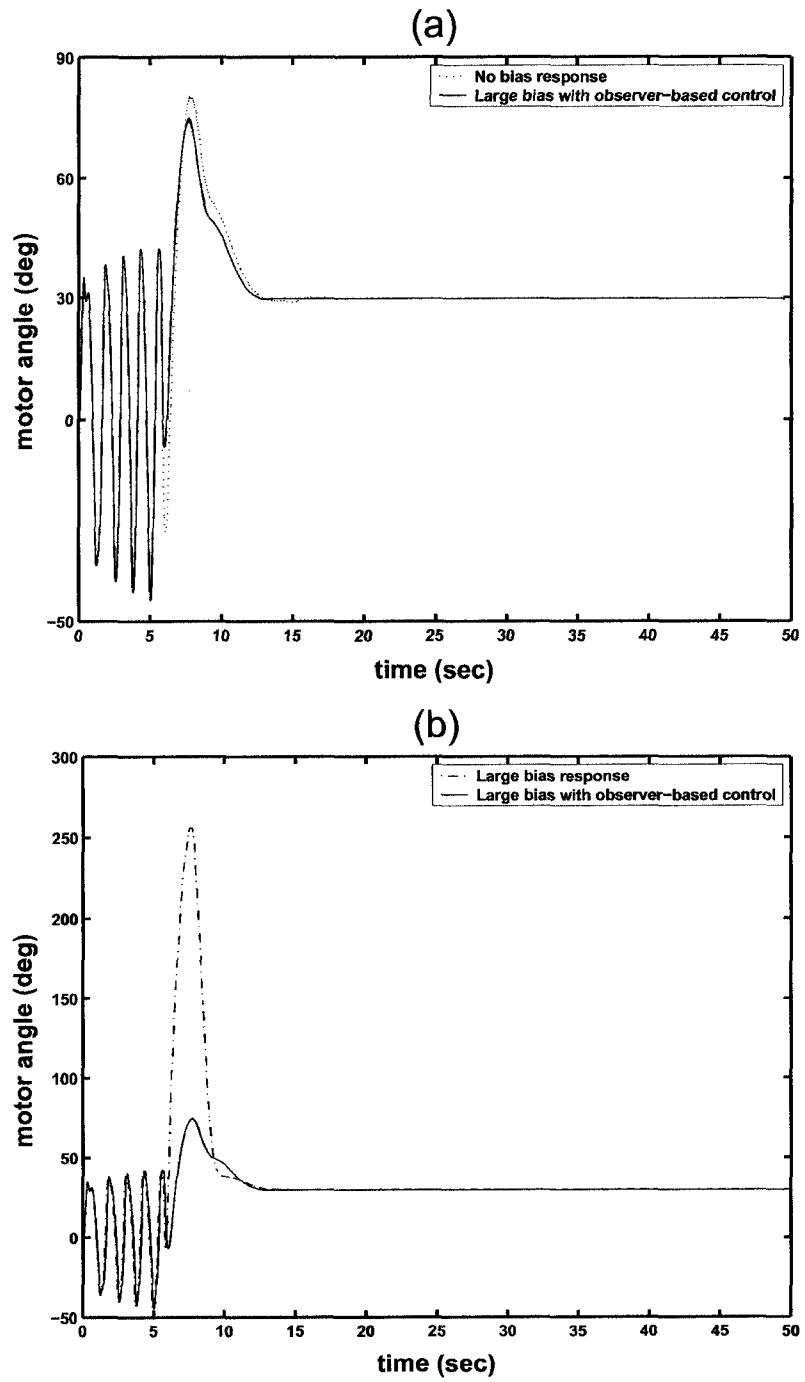 (a)
90
60
30
0
−50
motor angle (deg)
No bias response
Large bias with observer−based control
0 5 10 15 20 25 30 35 40 45 50
time (sec)
(b)
300
250
200
150
100
50
0
−50
motor angle (deg)
Large bias response
Large bias with observer−based control
0 5 10 15 20 25 30 35 40 45 50
time (sec)